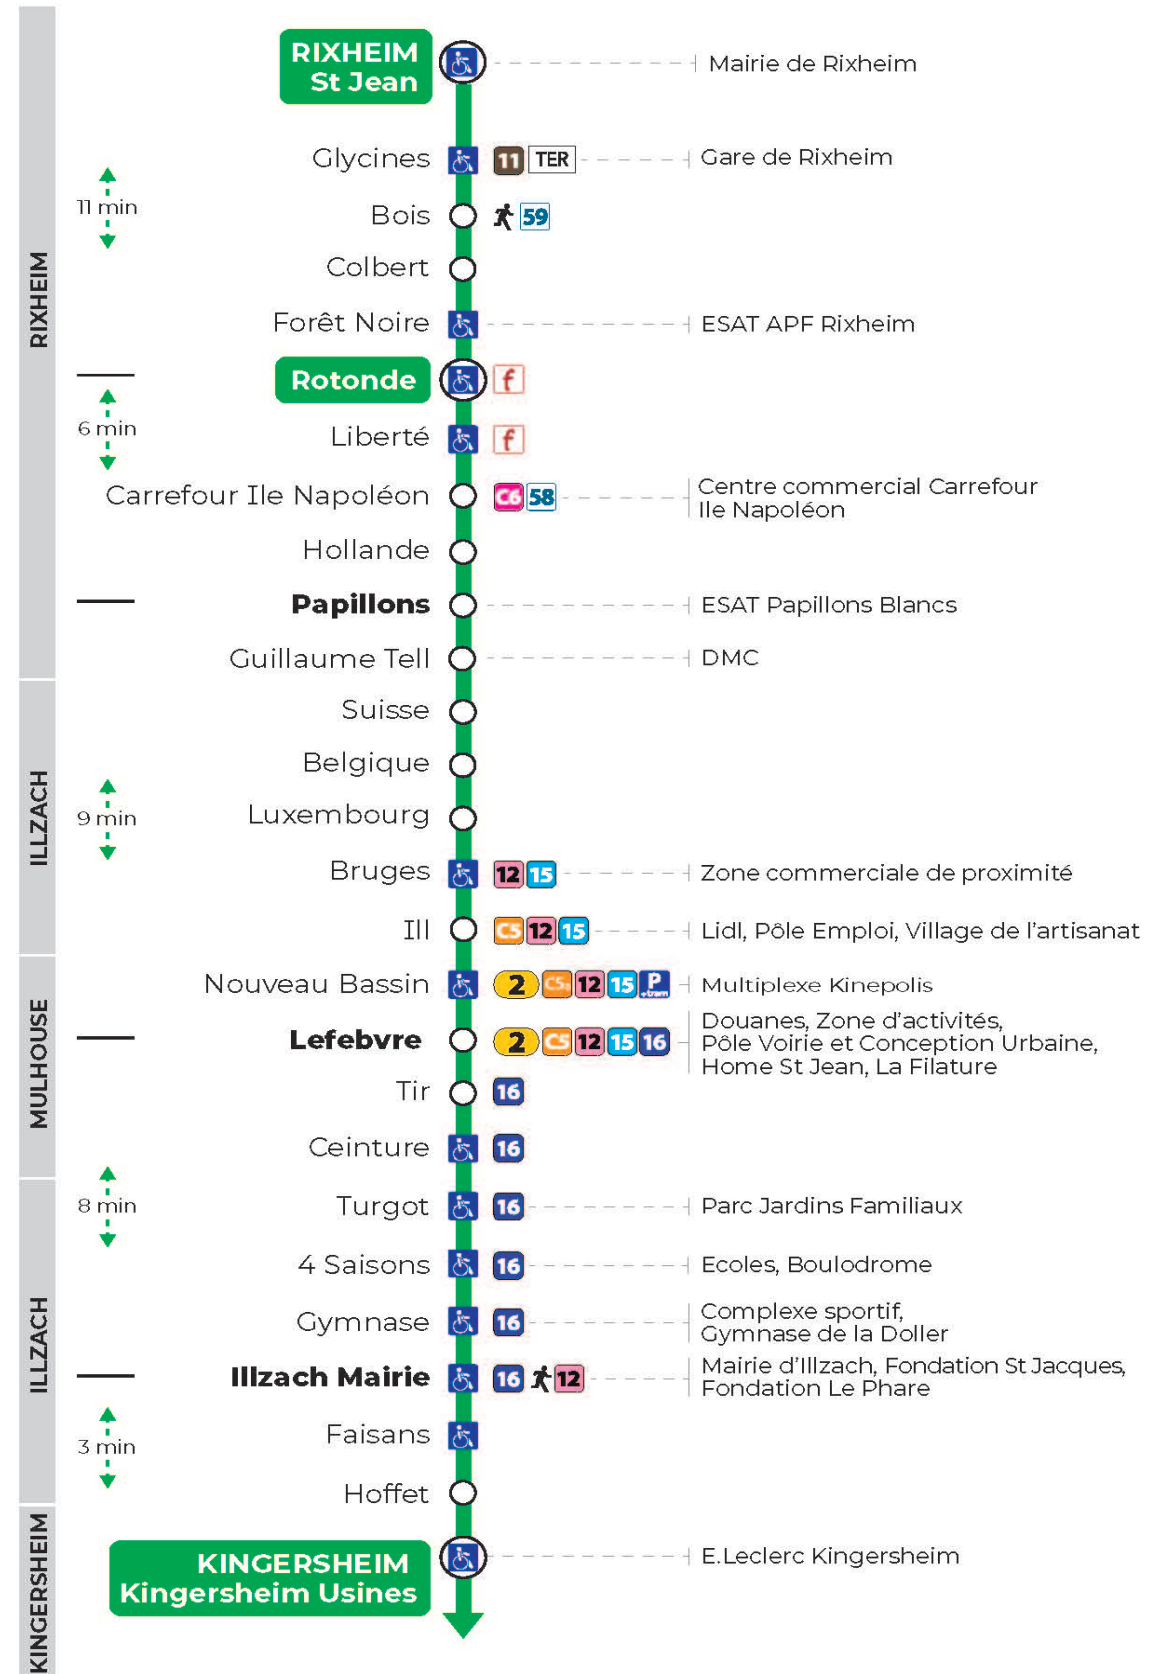 RIXHEIM
St Jean
Mairie de Rixheim
Glycines 11 TER Gare de Rixheim
11 min
Bois 59
Colbert
RIXHEIM
Forêt Noire ESAT APF Rixheim
Rotonde f
6 min
Liberté f
Carrefour Ile Napoléon C6 58 Centre commercial Carrefour
Ile Napoléon
Hollande
Papillons ESAT Papillons Blancs
Guillaume Tell DMC
Suisse
Belgique
ILLZACH
9 min
Luxembourg
Bruges 12 15 Zone commerciale de proximité
Ill C5 12 15 Lidl, Pôle Emploi, Village de l'artisanat
Nouveau Bassin 2 C5 12 15 P +tram Multiplexe Kinepolis
MULHOUSE
Lefebvre 2 C5 12 15 16 Douanes, Zone d'activités,
Pôle Voirie et Conception Urbaine,
Home St Jean, La Filature
Tir 16
Ceinture 16
8 min
Turgot 16 Parc Jardins Familiaux
4 Saisons 16 Ecoles, Boulodrome
Gymnase 16 Complexe sportif,
Gymnase de la Doller
ILLZACH
Illzach Mairie 16 12 Mairie d'Illzach, Fondation St Jacques,
Fondation Le Phare
Faisans
3 min
Hoffet
KINGERSHEIM
KINGERSHEIM
Kingersheim Usines
E.Leclerc Kingersheim